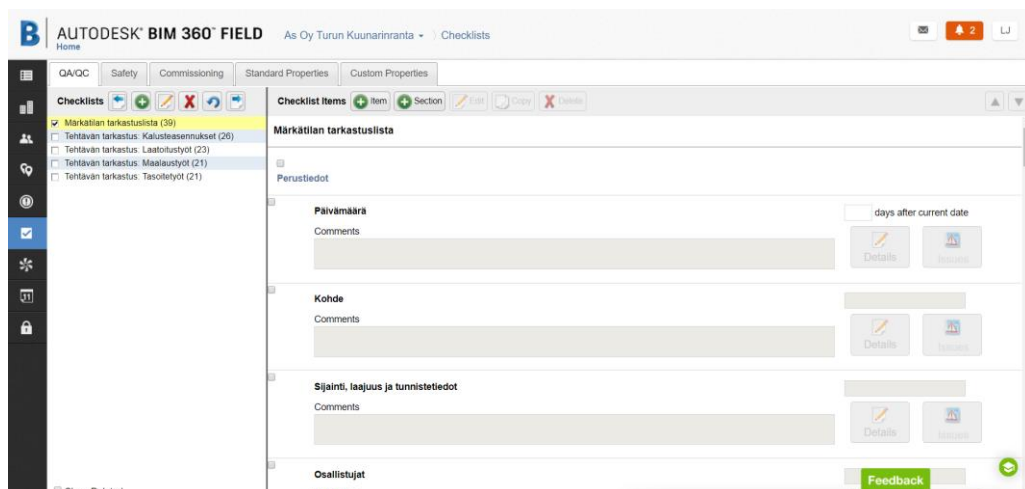 AUTODESK® BIM 360™ FIELD
As Oy Turun Kuunarinranta
Checklists
Home
2
LJ
QA/QC
Safety
Commissioning
Standard Properties
Custom Properties
Checklists
Checklist Items
Item
Section
Edit
Copy
Delete
Märkätilan tarkastuslista (39)
Tehtävän tarkastus: Kalusteasennukset (26)
Tehtävän tarkastus: Laatoitustyöt (23)
Tehtävän tarkastus: Maalaustyöt (21)
Tehtävän tarkastus: Tasoitetyöt (21)
Märkätilan tarkastuslista
Perustiedot
Päivämäärä
days after current date
Comments
Details
Issues
Kohde
Comments
Details
Issues
Sijainti, laajuus ja tunnistetiedot
Comments
Details
Issues
Osallistujat
Feedback